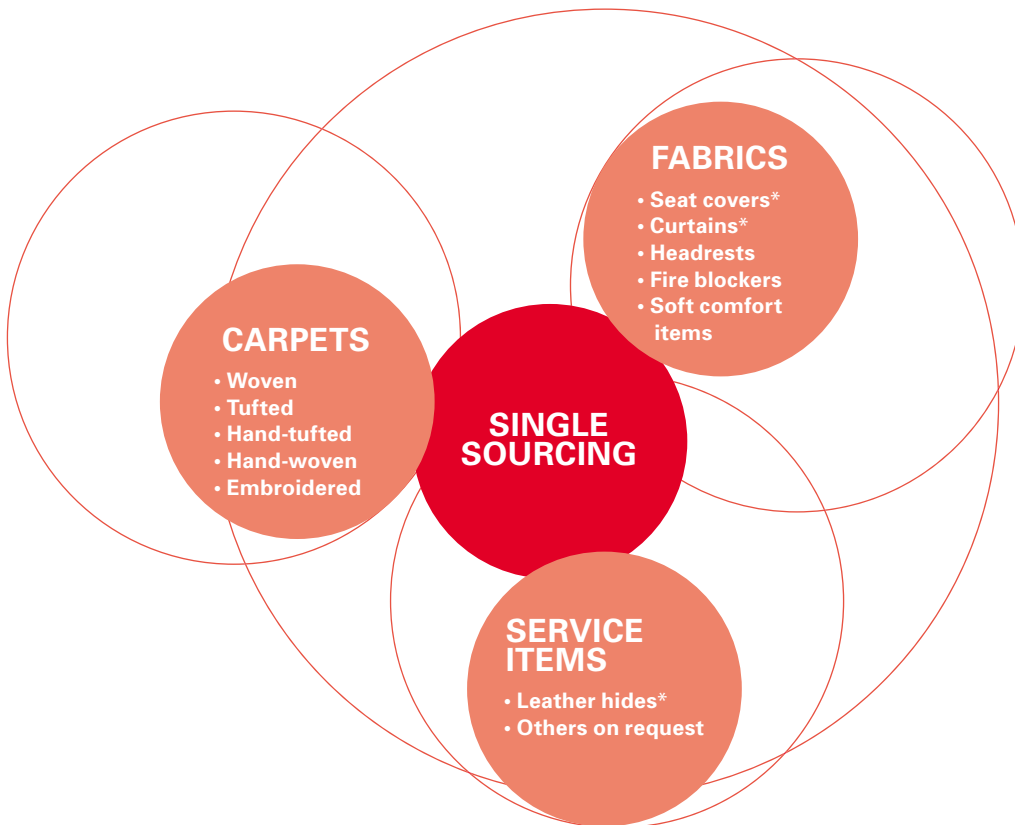 FABRICS
• Seat covers*
• Curtains*
• Headrests
• Fire blockers
• Soft comfort
items
CARPETS
• Woven
• Tufted
• Hand-tufted
• Hand-woven
• Embroidered
SINGLE
SOURCING
SERVICE
ITEMS
• Leather hides*
• Others on request